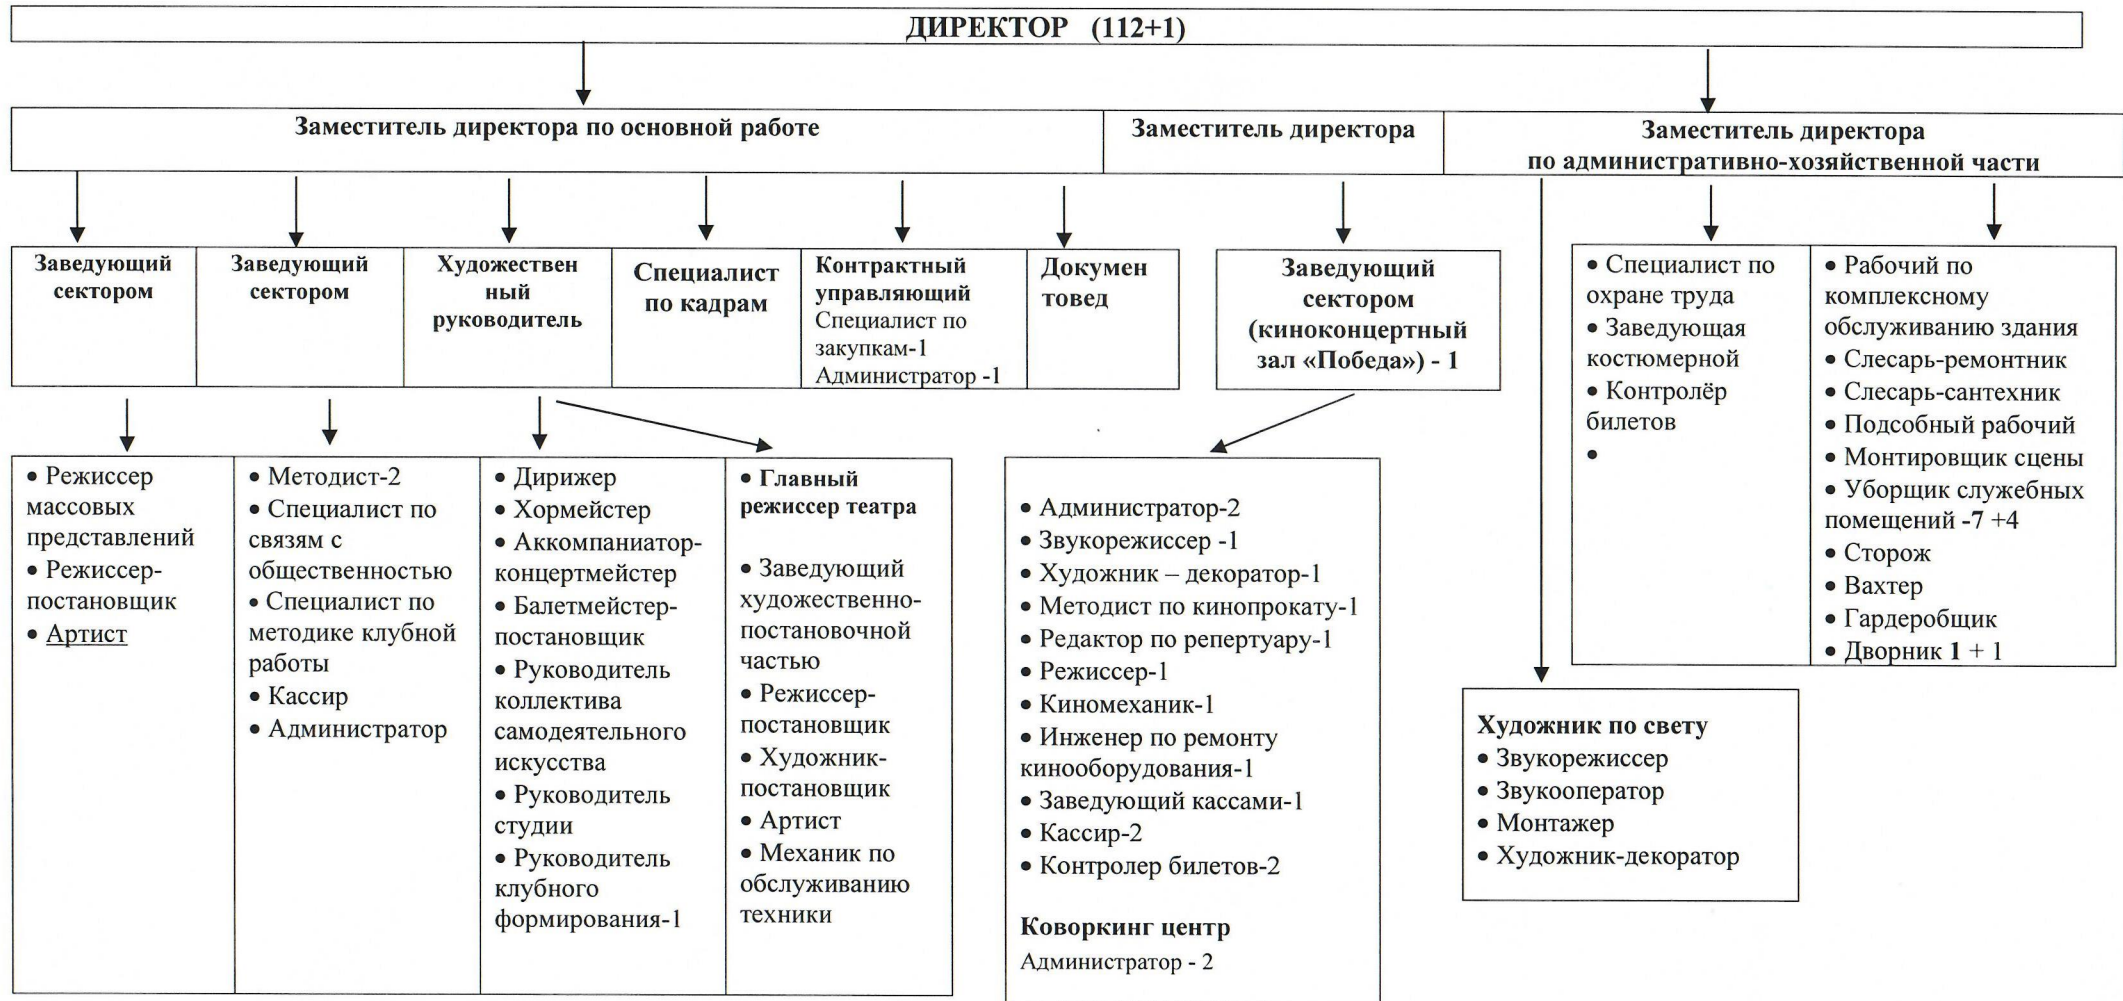 ДИРЕКТОР (112+1)
Заместитель директора по основной работе
Заместитель директора
Заместитель директора
по административно-хозяйственной части
Заведующий
сектором
Заведующий
сектором
Художествен
ный
руководитель
Специалист
по кадрам
Контрактный
управляющий
Специалист по
закупкам-1
Администратор -1
Докумен
товед
Заведующий
сектором
(киноконцертный
зал «Победа») - 1
• Специалист по
охране труда
• Заведующая
костюмерной
• Контролёр
билетов
•
• Рабочий по
комплексному
обслуживанию здания
• Слесарь-ремонтник
• Слесарь-сантехник
• Подсобный рабочий
• Монтировщик сцены
• Уборщик служебных
помещений -7 +4
• Сторож
• Вахтер
• Гардеробщик
• Дворник 1 + 1
• Режиссер
массовых
представлений
• Режиссер-
постановщик
• Артист
• Методист-2
• Специалист по
связям с
общественностью
• Специалист по
методике клубной
работы
• Кассир
• Администратор
• Дирижер
• Хормейстер
• Аккомпаниатор-
концертмейстер
• Балетмейстер-
постановщик
• Руководитель
коллектива
самодеятельного
искусства
• Руководитель
студии
• Руководитель
клубного
формирования-1
• Главный
режиссер театра
• Заведующий
художественно-
постановочной
частью
• Режиссер-
постановщик
• Художник-
постановщик
• Артист
• Механик по
обслуживанию
техники
• Администратор-2
• Звукорежиссер -1
• Художник – декоратор-1
• Методист по кинопрокату-1
• Редактор по репертуару-1
• Режиссер-1
• Киномеханик-1
• Инженер по ремонту
кинооборудования-1
• Заведующий кассами-1
• Кассир-2
• Контролер билетов-2
Коворкинг центр
Администратор - 2
Художник по свету
• Звукорежиссер
• Звукооператор
• Монтажер
• Художник-декоратор